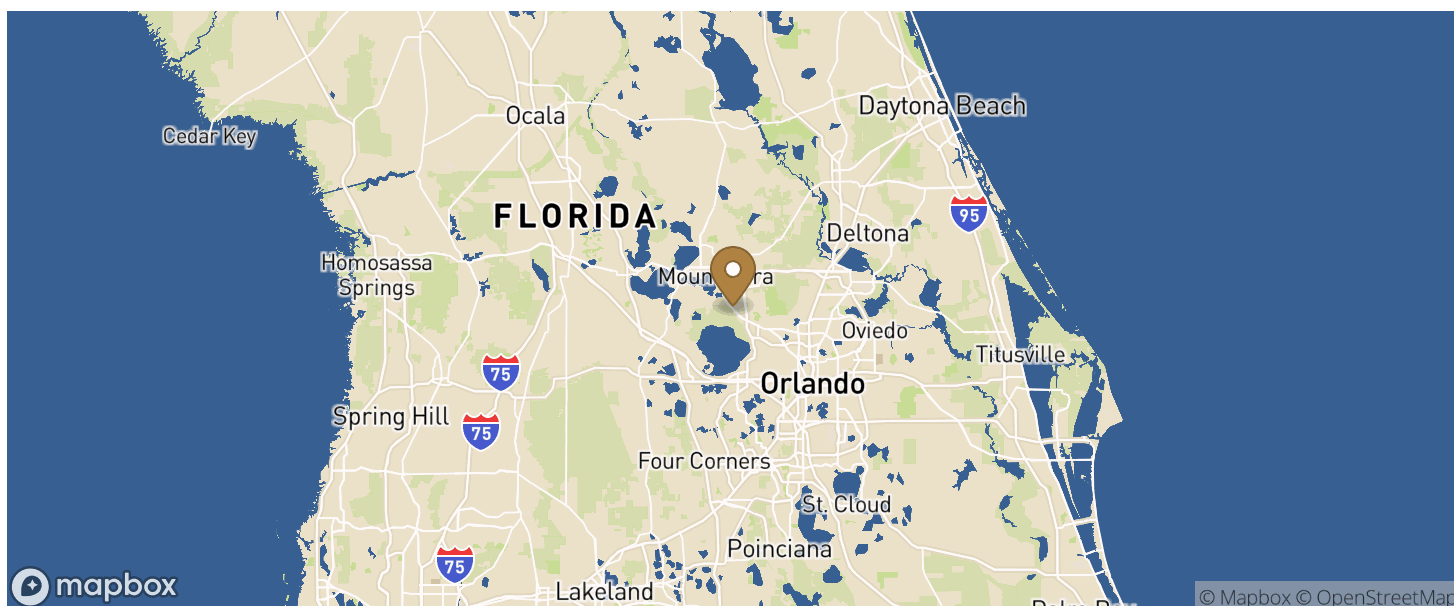 Daytona Beach
Ocala
Cedar Key
FLORIDA
95
Deltona
Homosassa
Springs
Oviedo
Titusville
75
Orlando
Spring Hill
75
Four Corners
St. Cloud
Poinciana
75
mapbox
Lakeland
© Mapbox © OpenStreetMap